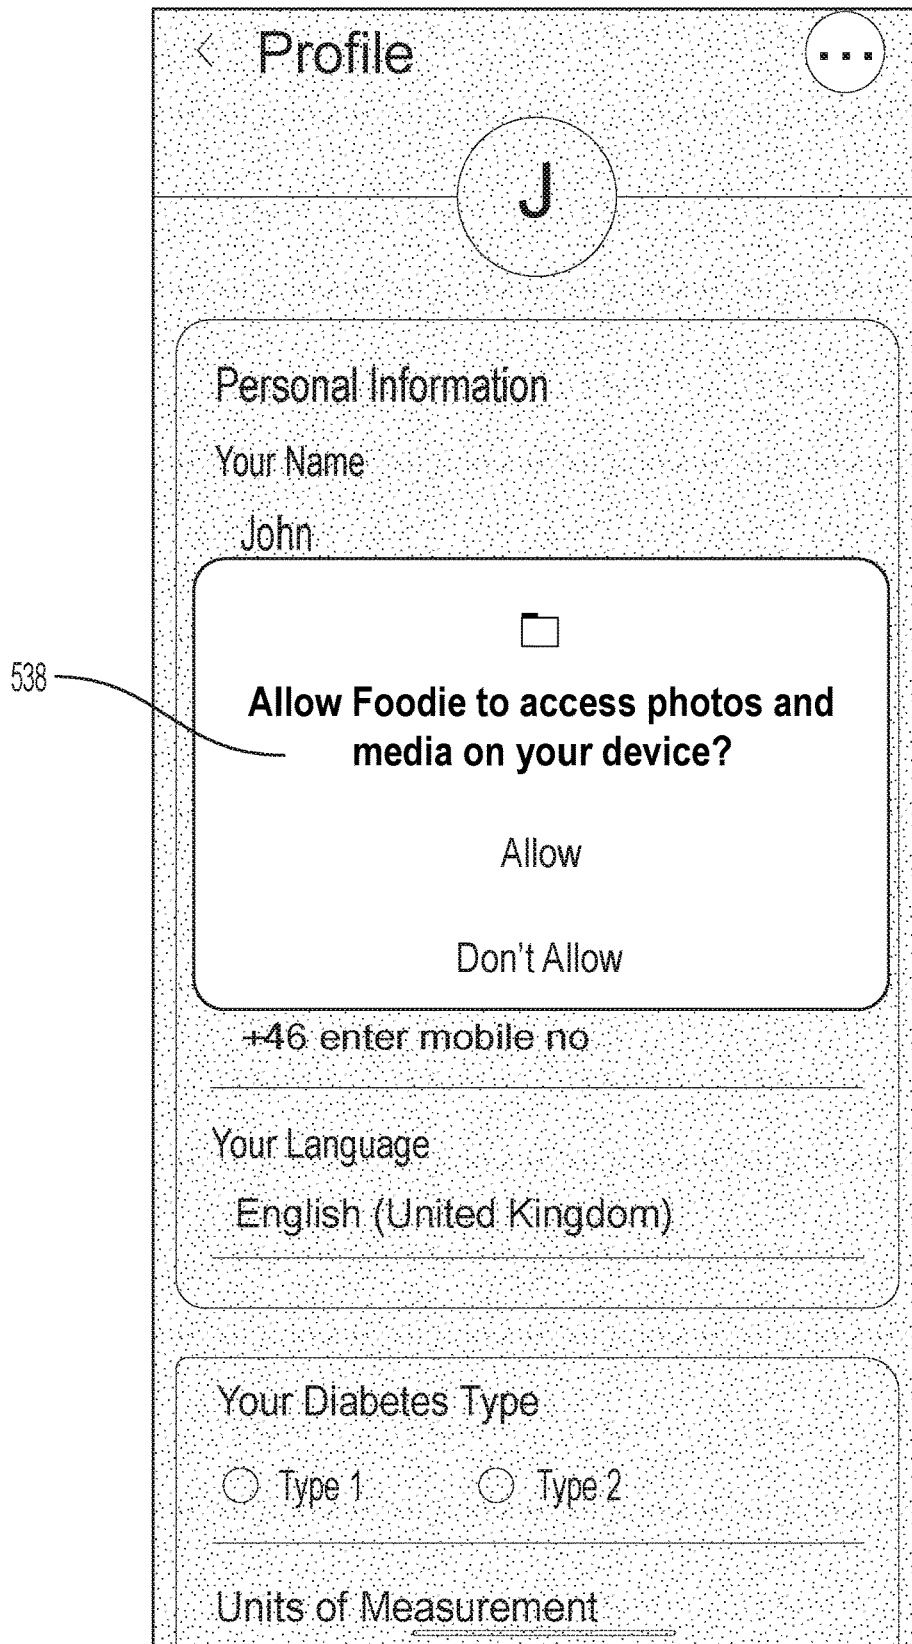 Profile
J
Personal Information
Your Name
John
538
Allow Foodie to access photos and
media on your device?
Allow
Don't Allow
+46 enter mobile no
Your Language
English (United Kingdom)
Your Diabetes Type
Type 1 Type 2
Units of Measurement